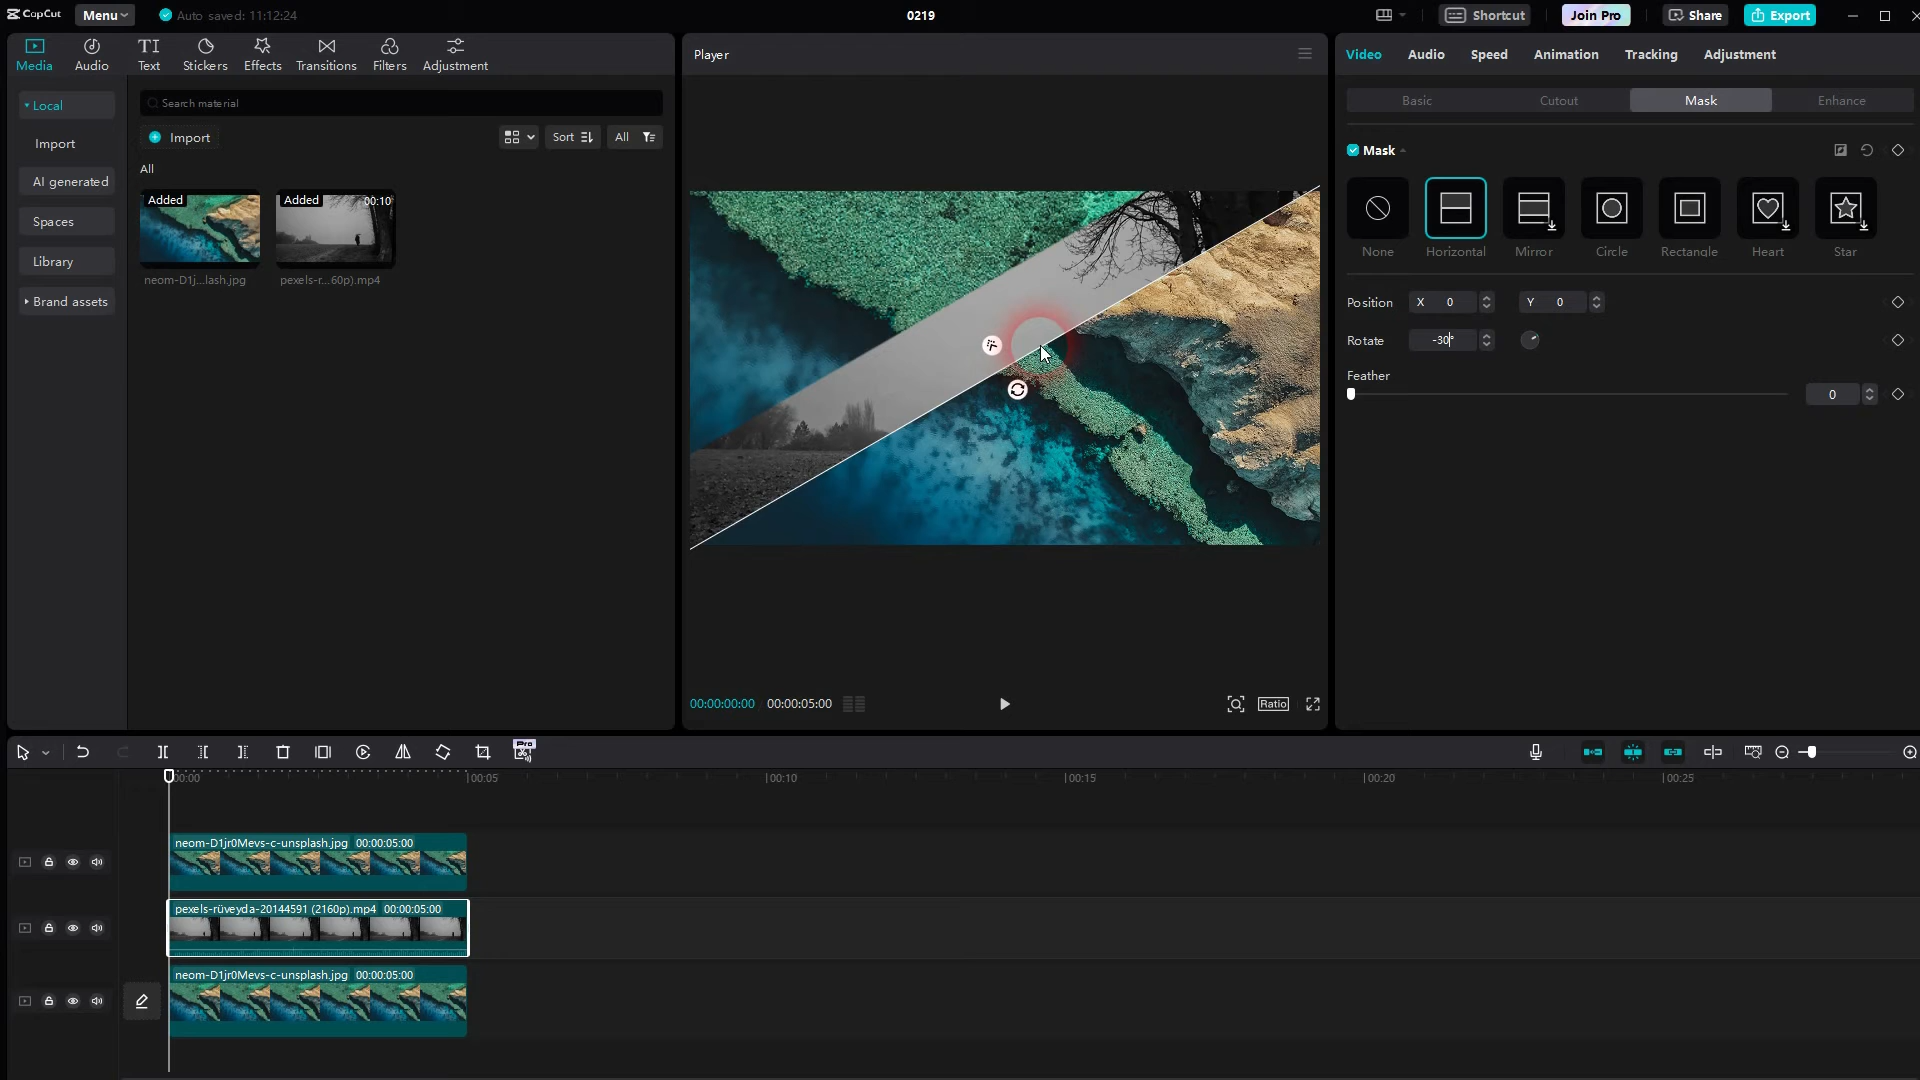 CapCut Menu Auto saved: 11:12:24 0219 Shortcut Join Pro Share Export
Media Audio Text Stickers Effects Transitions Filters Adjustment
Local
Import
AI generated
Spaces
Library
Brand assets
Search material
Import Sort All
All
Added
Added 00:10
neom-D1j...lash.jpg pexels-r...60p).mp4
Player
00:00:00:00 00:00:05:00
Ratio
Video Audio Speed Animation Tracking Adjustment
Basic Cutout Mask Enhance
Mask
None Horizontal Mirror Circle Rectangle Heart Star
Position X 0 Y 0
Rotate -30°
Feather
0
Pro
00:00 00:05 00:10 00:15 00:20 00:25
neom-D1jr0Mevs-c-unsplash.jpg 00:00:05:00
pexels-rüveyda-20144591 (2160p).mp4 00:00:05:00
neom-D1jr0Mevs-c-unsplash.jpg 00:00:05:00